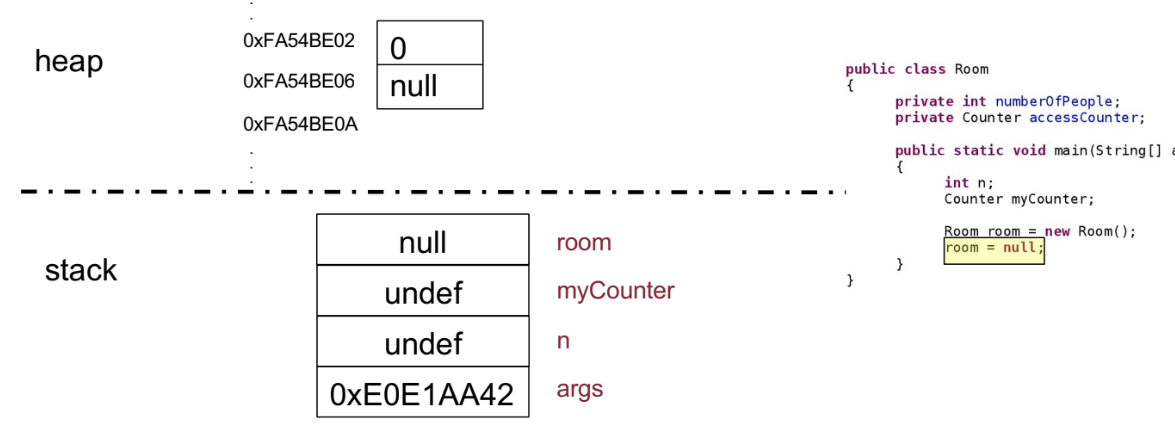 heap
0xFA54BE02
0
0xFA54BE06
null
0xFA54BE0A
stack
null
room
undef
myCounter
undef
n
0xE0E1AA42
args
public class Room
{
private int numberOfPeople;
private Counter accessCounter;
public static void main(String[] a
{
int n;
Counter myCounter;
Room room = new Room();
room = null;
}
}